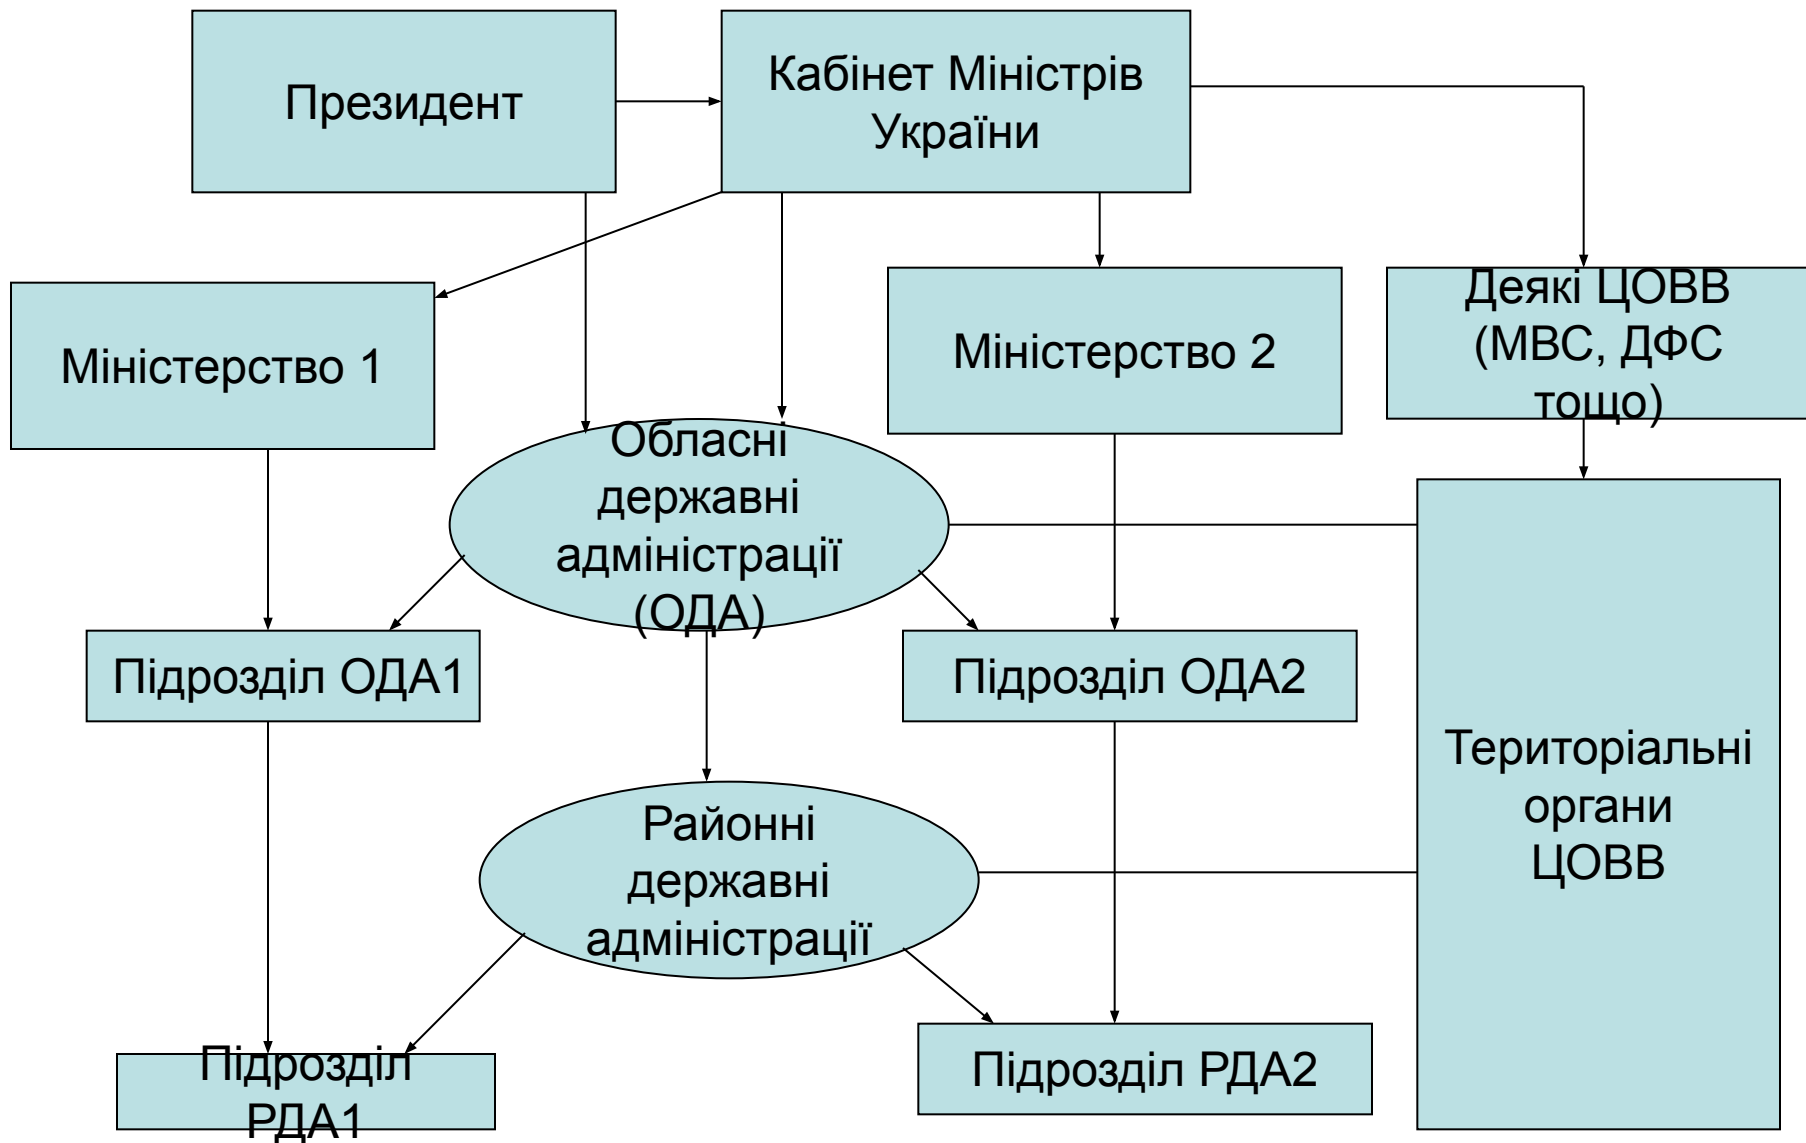 Президент
Кабінет Міністрів
України
Міністерство 1
Міністерство 2
Деякі ЦОВВ
(МВС, ДФС
тощо)
Обласні
державні
адміністрації
(ОДА)
Підрозділ ОДА1
Підрозділ ОДА2
Територіальні
органи
ЦОВВ
Районні
державні
адміністрації
Підрозділ
РДА1
Підрозділ РДА2